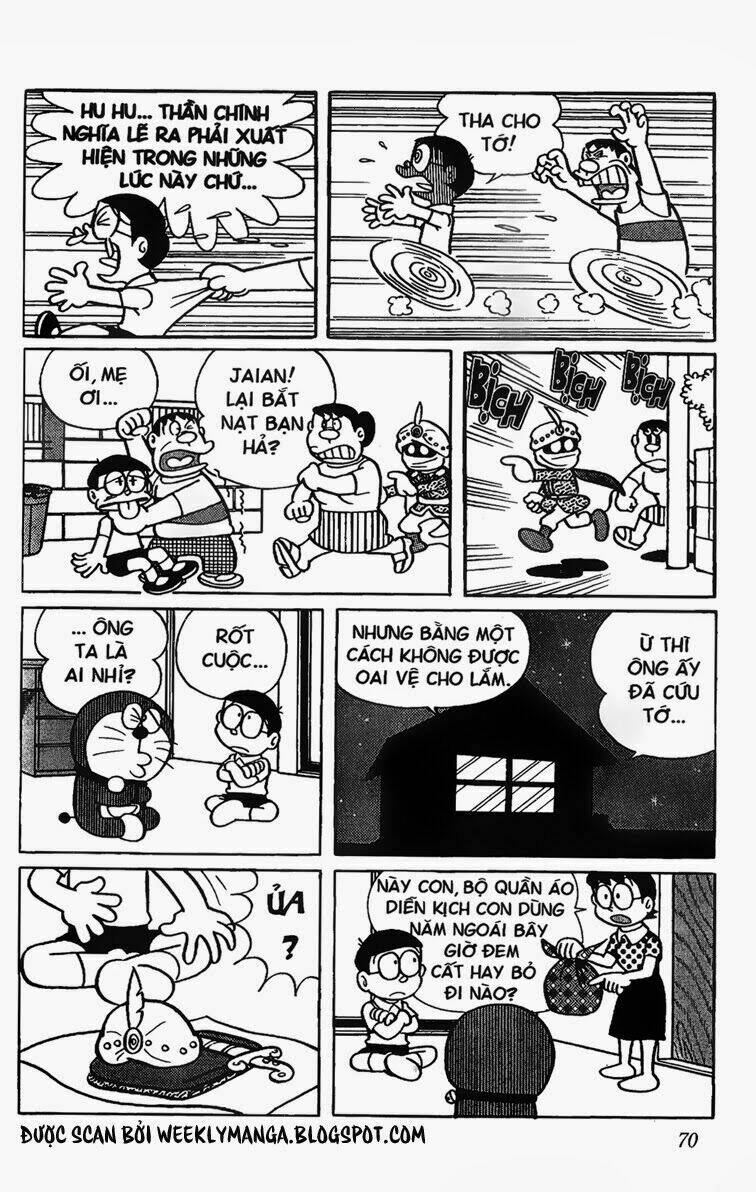 HU HU... THẦN CHÍNH
NGHĨA LẼ RA PHẢI XUẤT
HIỆN TRONG NHỮNG
LÚC NÀY CHỨ...
THA CHO
TỚ!
ỐI, MẸ
ƠI...
JAIAN!
LẠI BẮT
NẠT BẠN
HẢ?
BỊCH
BỊCH
BỊCH
RỐT
CUỘC...
... ÔNG
TA LÀ
AI NHỈ?
Ừ THÌ
ÔNG ẤY
ĐÃ CỨU
TỚ...
NHƯNG BẰNG MỘT
CÁCH KHÔNG ĐƯỢC
OAI VỆ CHO LẮM.
ỦA
?
NÀY CON, BỘ QUẦN ÁO
DIỄN KỊCH CON DÙNG
NĂM NGOÁI BÂY
GIỜ ĐEM
CẤT HAY BỎ
ĐI NÀO?
ĐƯỢC SCAN BỞI WEEKLYMANGA.BLOGSPOT.COM
70